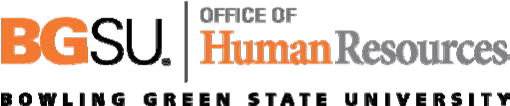 BGSU.
OFFICE OF
Human Resources
BOWLING GREEN STATE UNIVERSITY